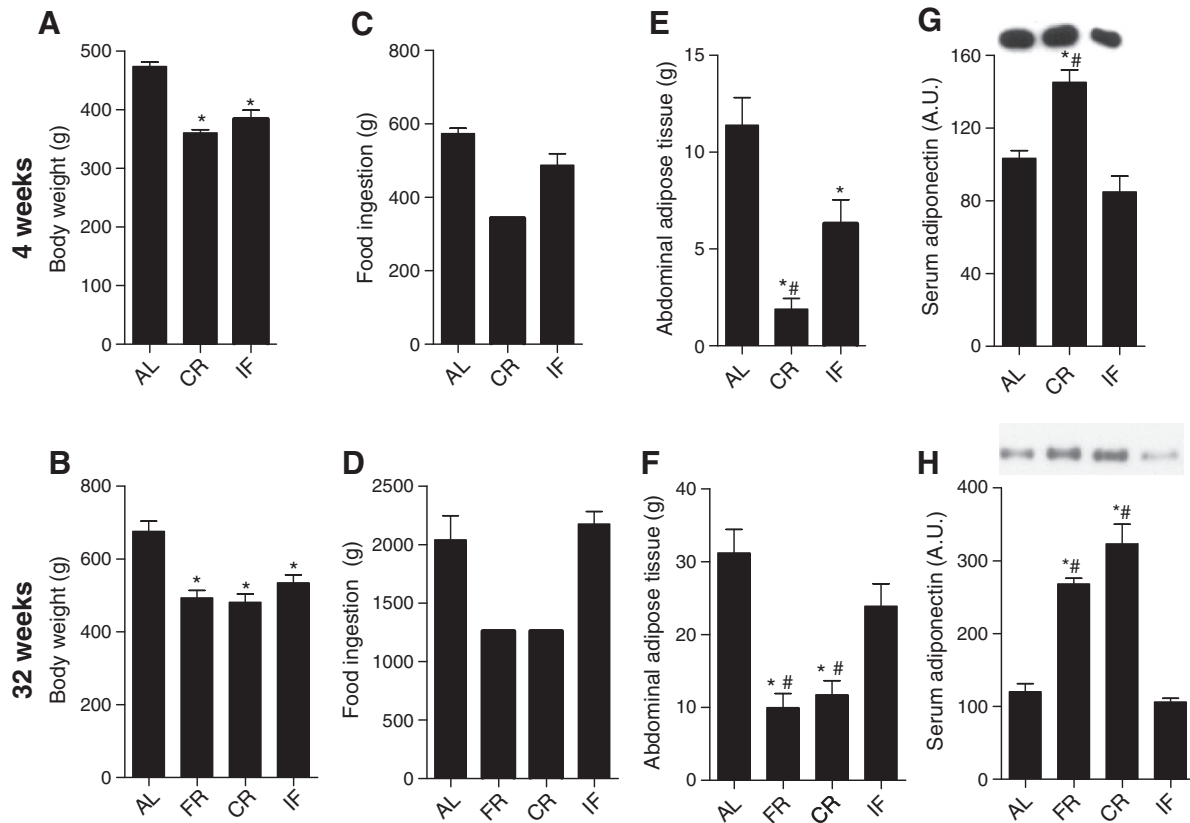 A
C
E
G
4 weeks
Body weight (g)
500
400
300
200
100
0
*
*
AL
CR
IF
Food ingestion (g)
800
600
400
200
0
AL
CR
IF
Abdominal adipose tissue (g)
15
10
5
0
*#
*
AL
CR
IF
Serum adiponectin (A.U.)
160
120
80
40
0
*#
AL
CR
IF
B
D
F
H
32 weeks
Body weight (g)
800
600
400
200
0
*
*
*
AL
FR
CR
IF
Food ingestion (g)
2500
2000
1500
1000
500
0
AL
FR
CR
IF
Abdominal adipose tissue (g)
40
30
20
10
0
* #
* #
AL
FR
CR
IF
Serum adiponectin (A.U.)
400
300
200
100
0
*#
*#
AL
FR
CR
IF